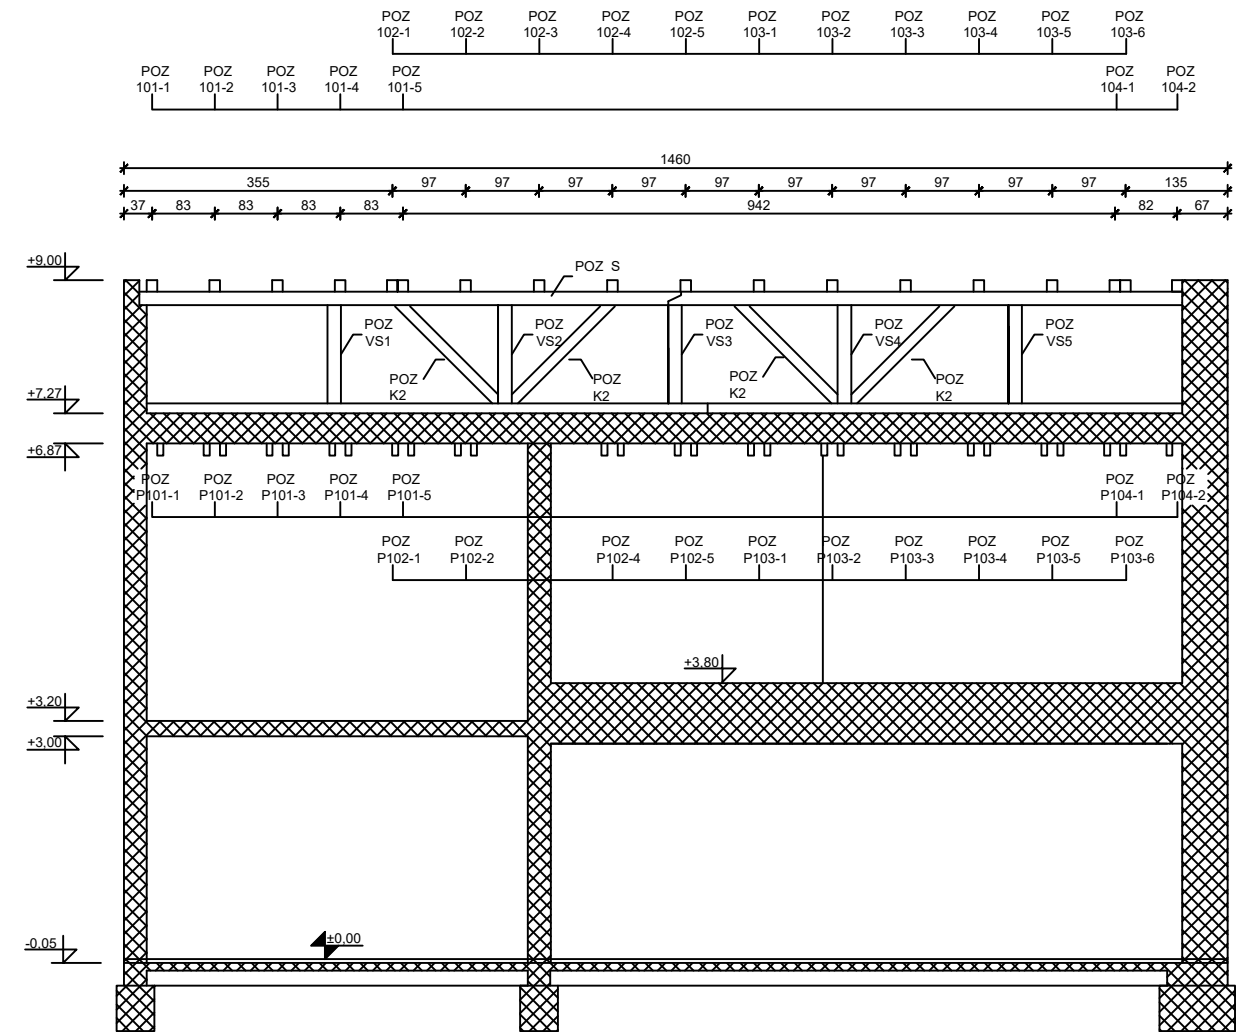 POZ POZ POZ POZ POZ POZ POZ POZ POZ POZ POZ
102-1 102-2 102-3 102-4 102-5 103-1 103-2 103-3 103-4 103-5 103-6
POZ POZ POZ POZ POZ POZ POZ
101-1 101-2 101-3 101-4 101-5 104-1 104-2
1460
355 97 97 97 97 97 97 97 97 97 97 135
37 83 83 83 83 942 82 67
+9,00
POZ S
POZ POZ POZ POZ POZ
VS1 VS2 VS3 VS4 VS5
POZ POZ POZ POZ
K2 K2 K2 K2
+7,27
+6,87
POZ POZ POZ POZ POZ POZ POZ
P101-1 P101-2 P101-3 P101-4 P101-5 P104-1 P104-2
POZ POZ POZ POZ POZ POZ POZ POZ POZ POZ
P102-1 P102-2 P102-4 P102-5 P103-1 P103-2 P103-3 P103-4 P103-5 P103-6
+3,80
+3,20
+3,00
±0,00
-0,05